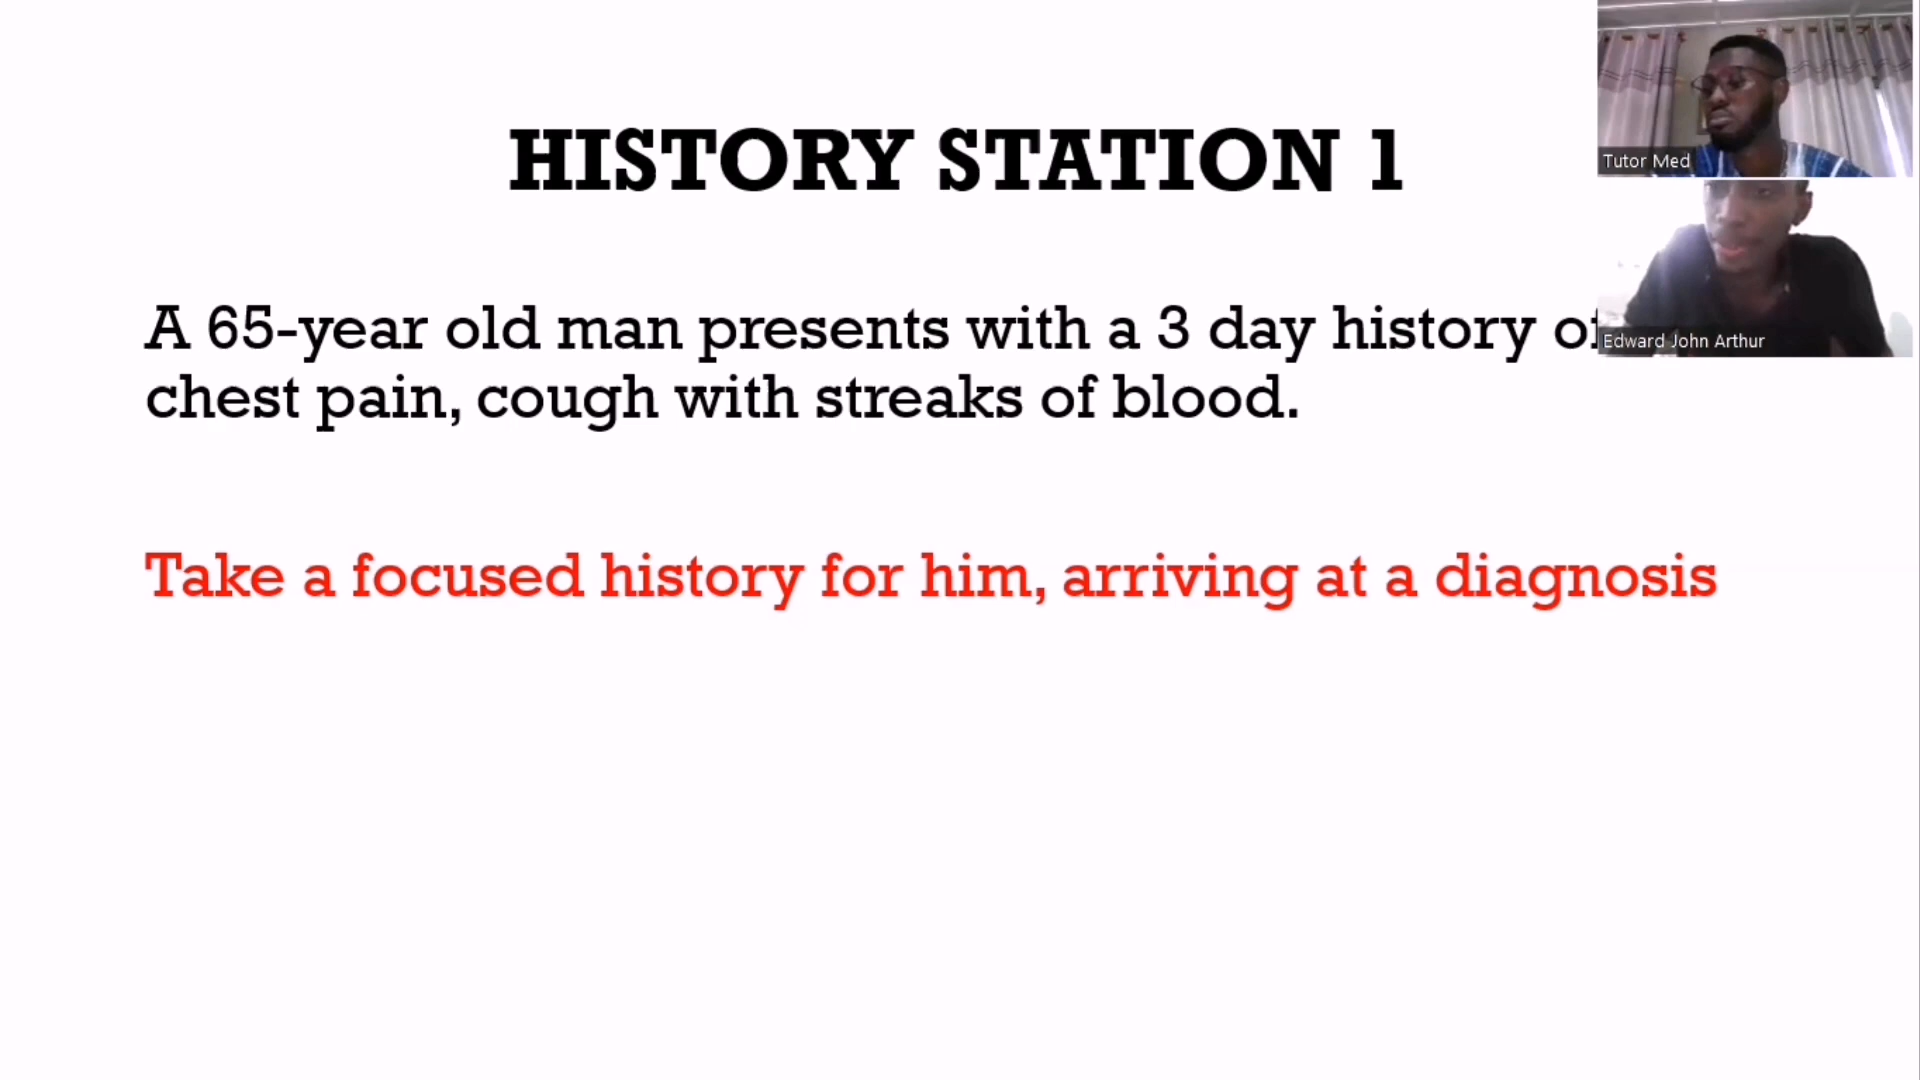 HISTORY STATION 1
Tutor Med
A 65-year old man presents with a 3 day history of
Edward John Arthur
chest pain, cough with streaks of blood.
Take a focused history for him, arriving at a diagnosis